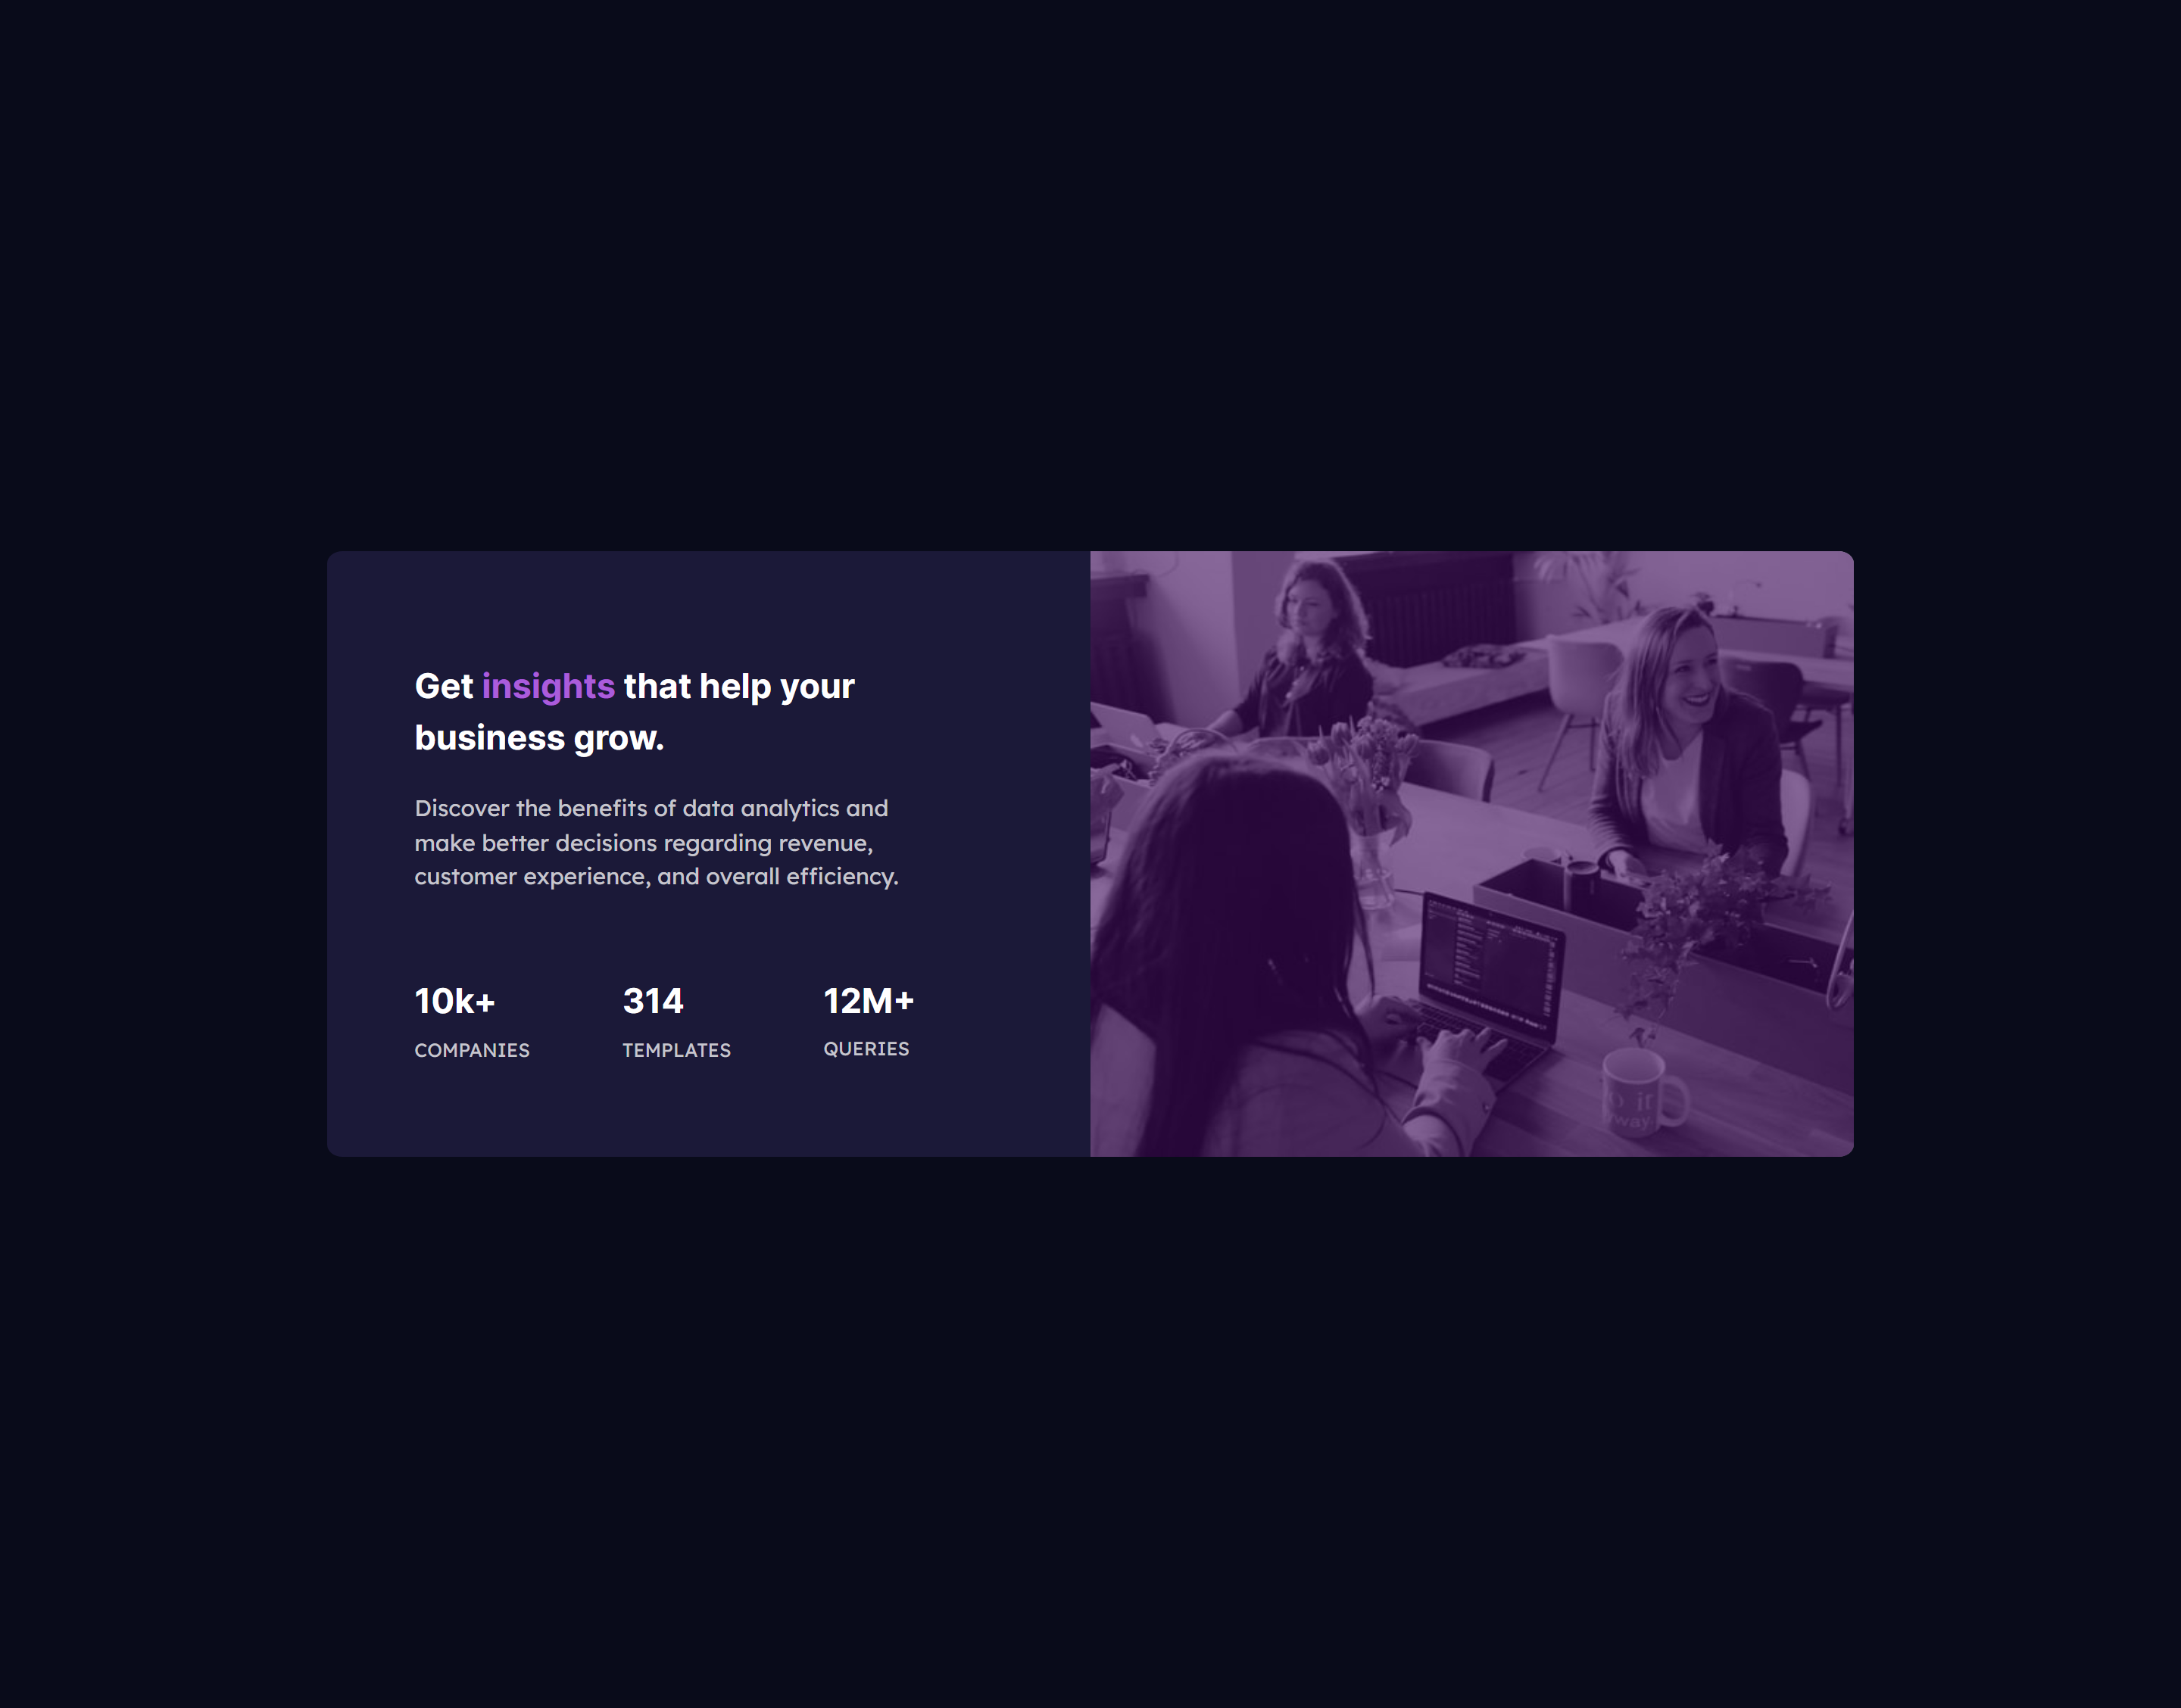 Get insights that help your
business grow.
Discover the benefits of data analytics and
make better decisions regarding revenue,
customer experience, and overall efficiency.
10k+ 314 12M+
COMPANIES TEMPLATES QUERIES
way